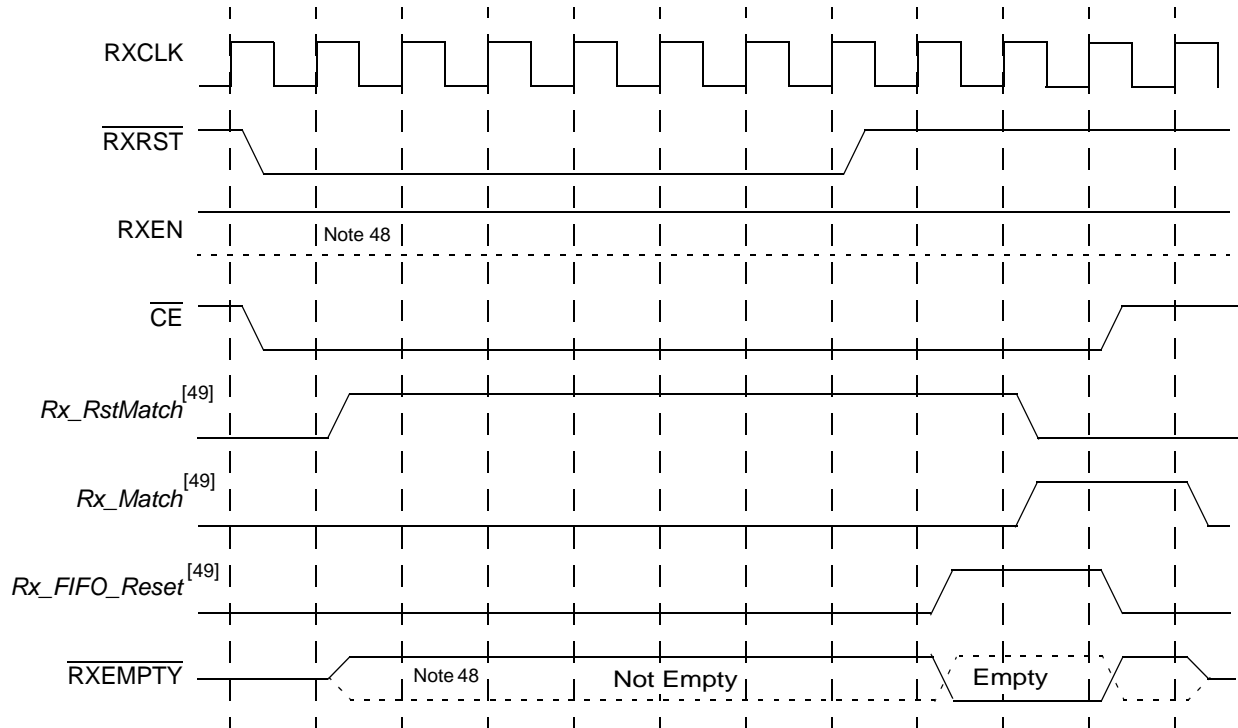 RXCLK
RXRST
RXEN
Note 48
CE
Rx_RstMatch[49]
Rx_Match[49]
Rx_FIFO_Reset[49]
RXEMPTY Note 48 Not Empty Empty